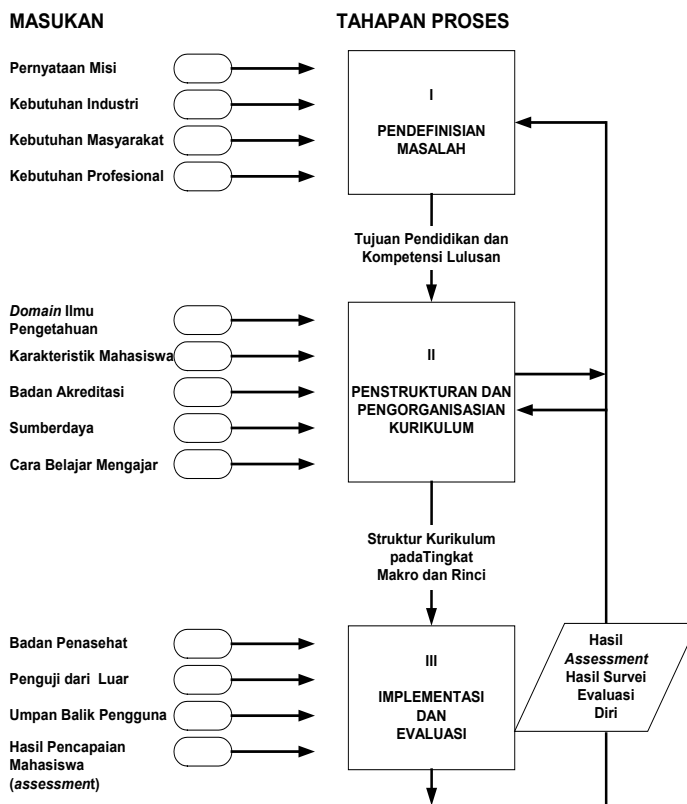 MASUKAN
TAHAPAN PROSES
Pernyataan Misi
Kebutuhan Industri
Kebutuhan Masyarakat
Kebutuhan Profesional
I
PENDEFINISIAN
MASALAH
Tujuan Pendidikan dan
Kompetensi Lulusan
Domain Ilmu
Pengetahuan
Karakteristik Mahasiswa
Badan Akreditasi
Sumberdaya
Cara Belajar Mengajar
II
PENSTRUKTURAN DAN
PENGORGANISASIAN
KURIKULUM
Struktur Kurikulum
padaTingkat
Makro dan Rinci
Badan Penasehat
Penguji dari Luar
Umpan Balik Pengguna
Hasil Pencapaian
Mahasiswa
(assesment)
III
IMPLEMENTASI
DAN
EVALUASI
Hasil
Assessment
Hasil Survei
Evaluasi
Diri